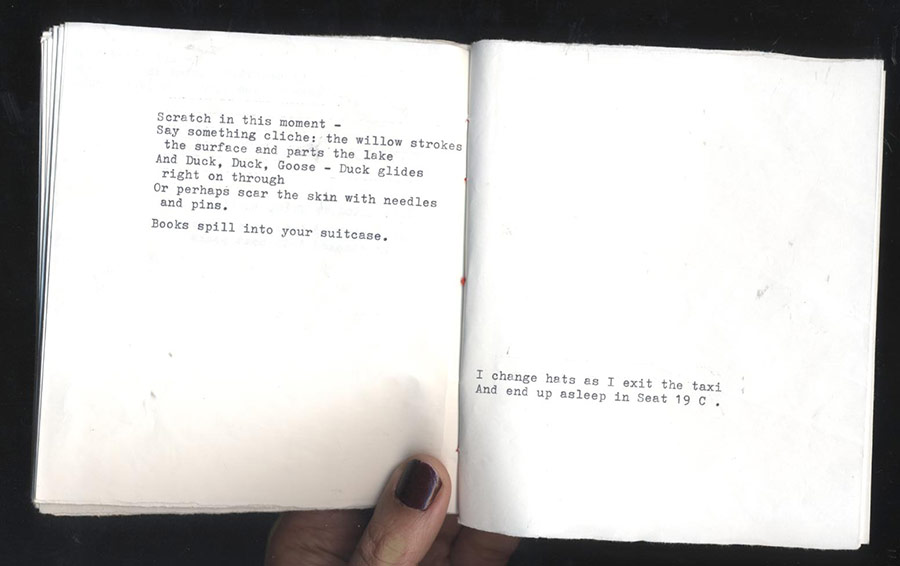 Scratch in this moment -
Say something cliche: the willow strokes
the surface and parts the lake
And Duck, Duck, Goose - Duck glides
right on through
Or perhaps scar the skin with needles
and pins.
Books spill into your suitcase.
I change hats as I exit the taxi
And end up asleep in Seat 19 C .